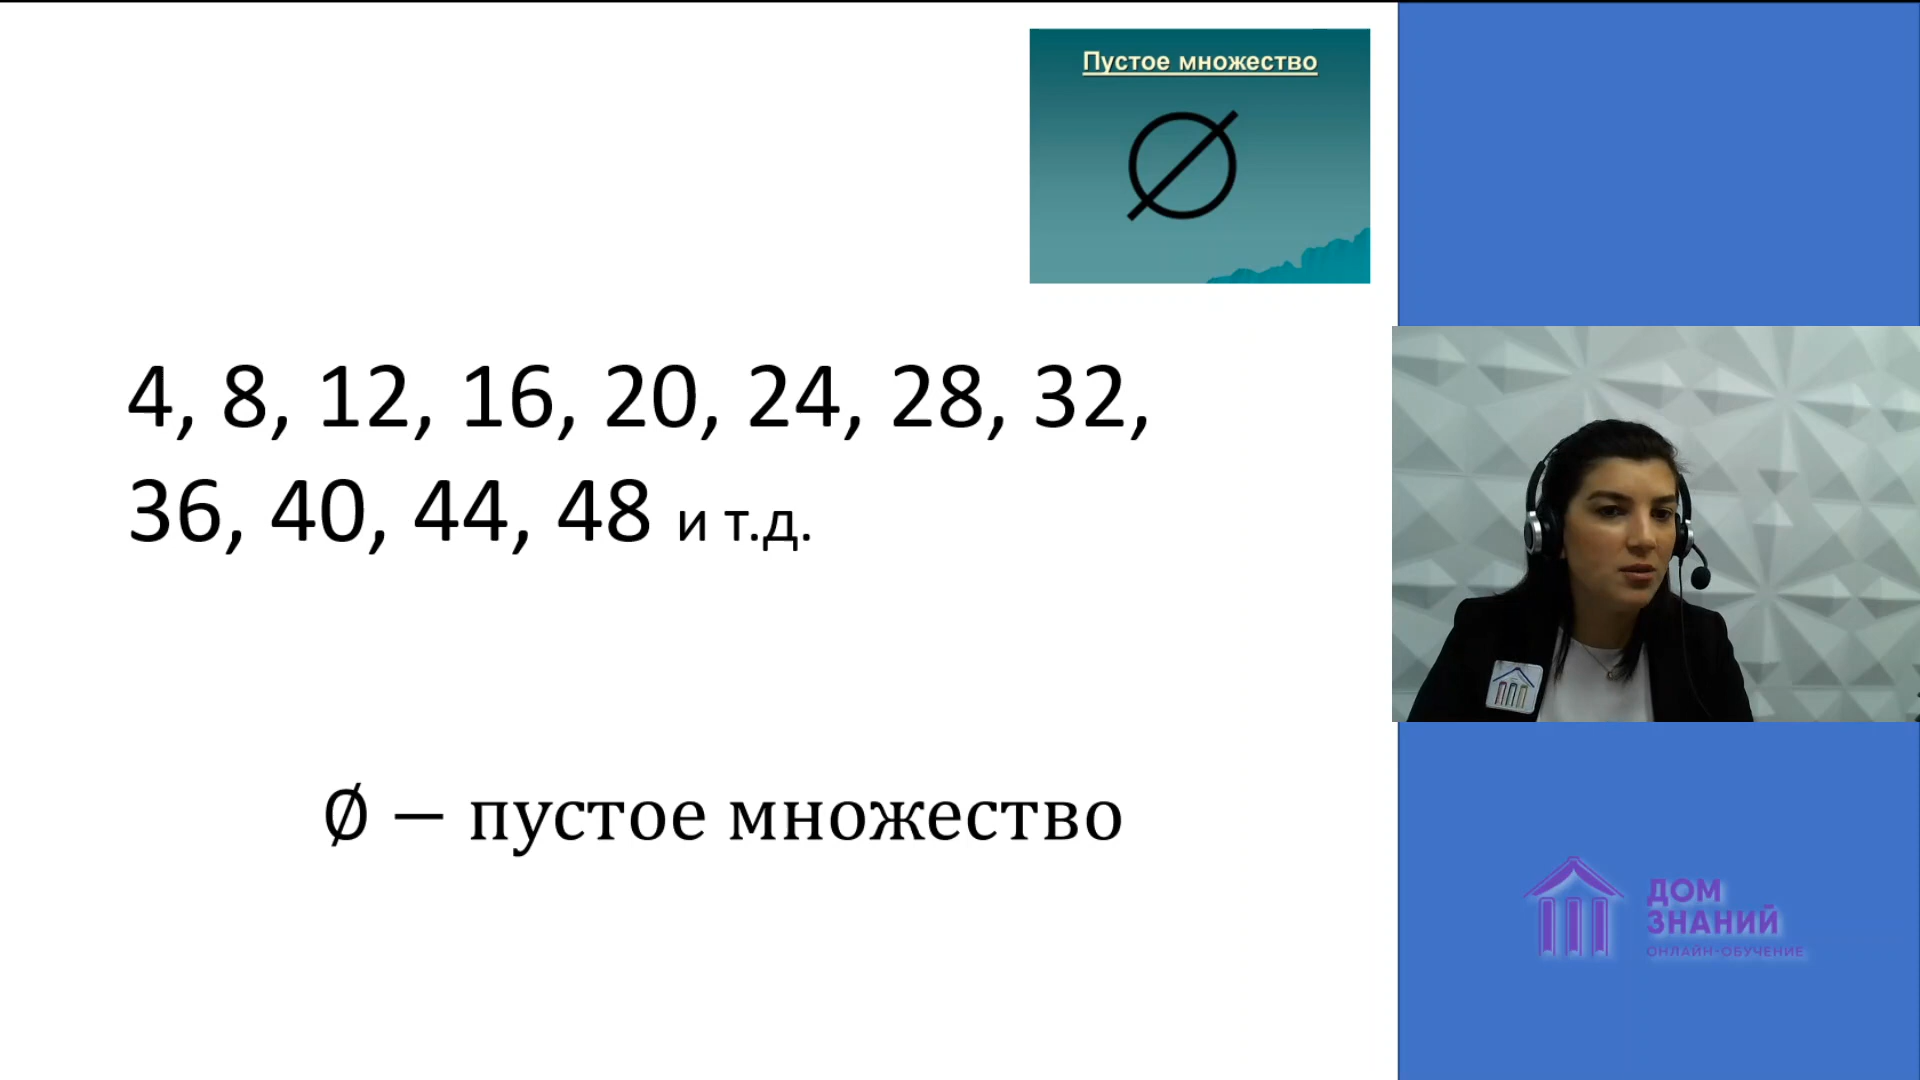 Пустое множество
∅
4, 8, 12, 16, 20, 24, 28, 32,
36, 40, 44, 48 и т.д.
∅ − пустое множество
ДОМ
ЗНАНИЙ
ОНЛАЙН-ОБУЧЕНИЕ